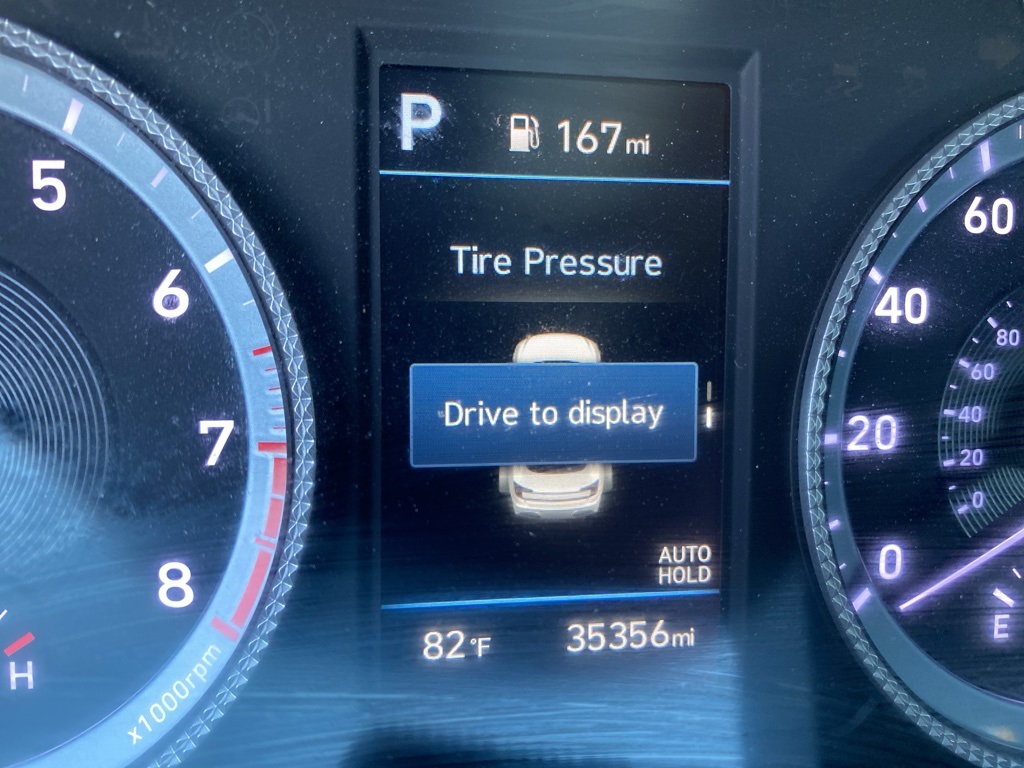 P 167mi
Tire Pressure
Drive to display
AUTO
HOLD
82°F 35356mi
5
6
7
8
x1000rpm
H
60
40
20
0
80
60
40
20
0
E